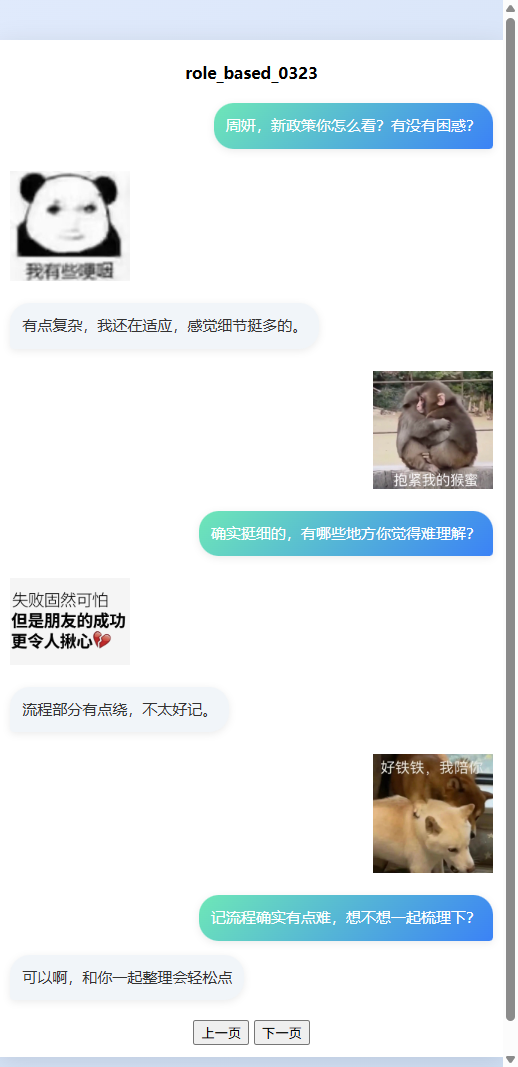 role_based_0323
周妍，新政策你怎么看？有没有困惑？
我有些哽咽
有点复杂，我还在适应，感觉细节挺多的。
抱紧我的猴蜜
确实挺细的，有哪些地方你觉得难理解？
失败固然可怕
但是朋友的成功
更令人揪心💔
流程部分有点绕，不太好记。
好铁铁，我陪你
记流程确实有点难，想不想一起梳理下？
可以啊，和你一起整理会轻松点
上一页 下一页